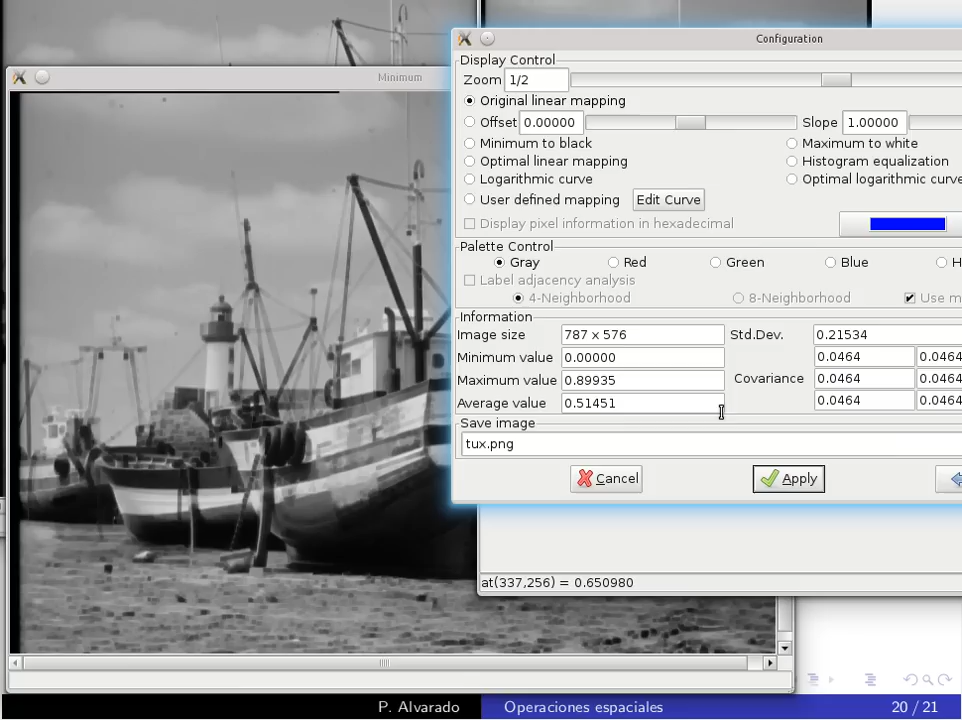 Configuration
Minimum
Display Control
Zoom 1/2
Original linear mapping
Offset 0.00000 Slope 1.00000
Minimum to black Maximum to white
Optimal linear mapping Histogram equalization
Logarithmic curve Optimal logarithmic curve
User defined mapping Edit Curve
Display pixel information in hexadecimal
Palette Control
Gray Red Green Blue H
Label adjacency analysis
4-Neighborhood 8-Neighborhood Use m
Information
Image size 787 x 576 Std.Dev. 0.21534
Minimum value 0.00000 0.0464 0.0464
Maximum value 0.89935 Covariance 0.0464 0.0464
Average value 0.51451 0.0464 0.0464
Save image
tux.png
Cancel Apply
at(337,256) = 0.650980
P. Alvarado Operaciones espaciales 20 / 21